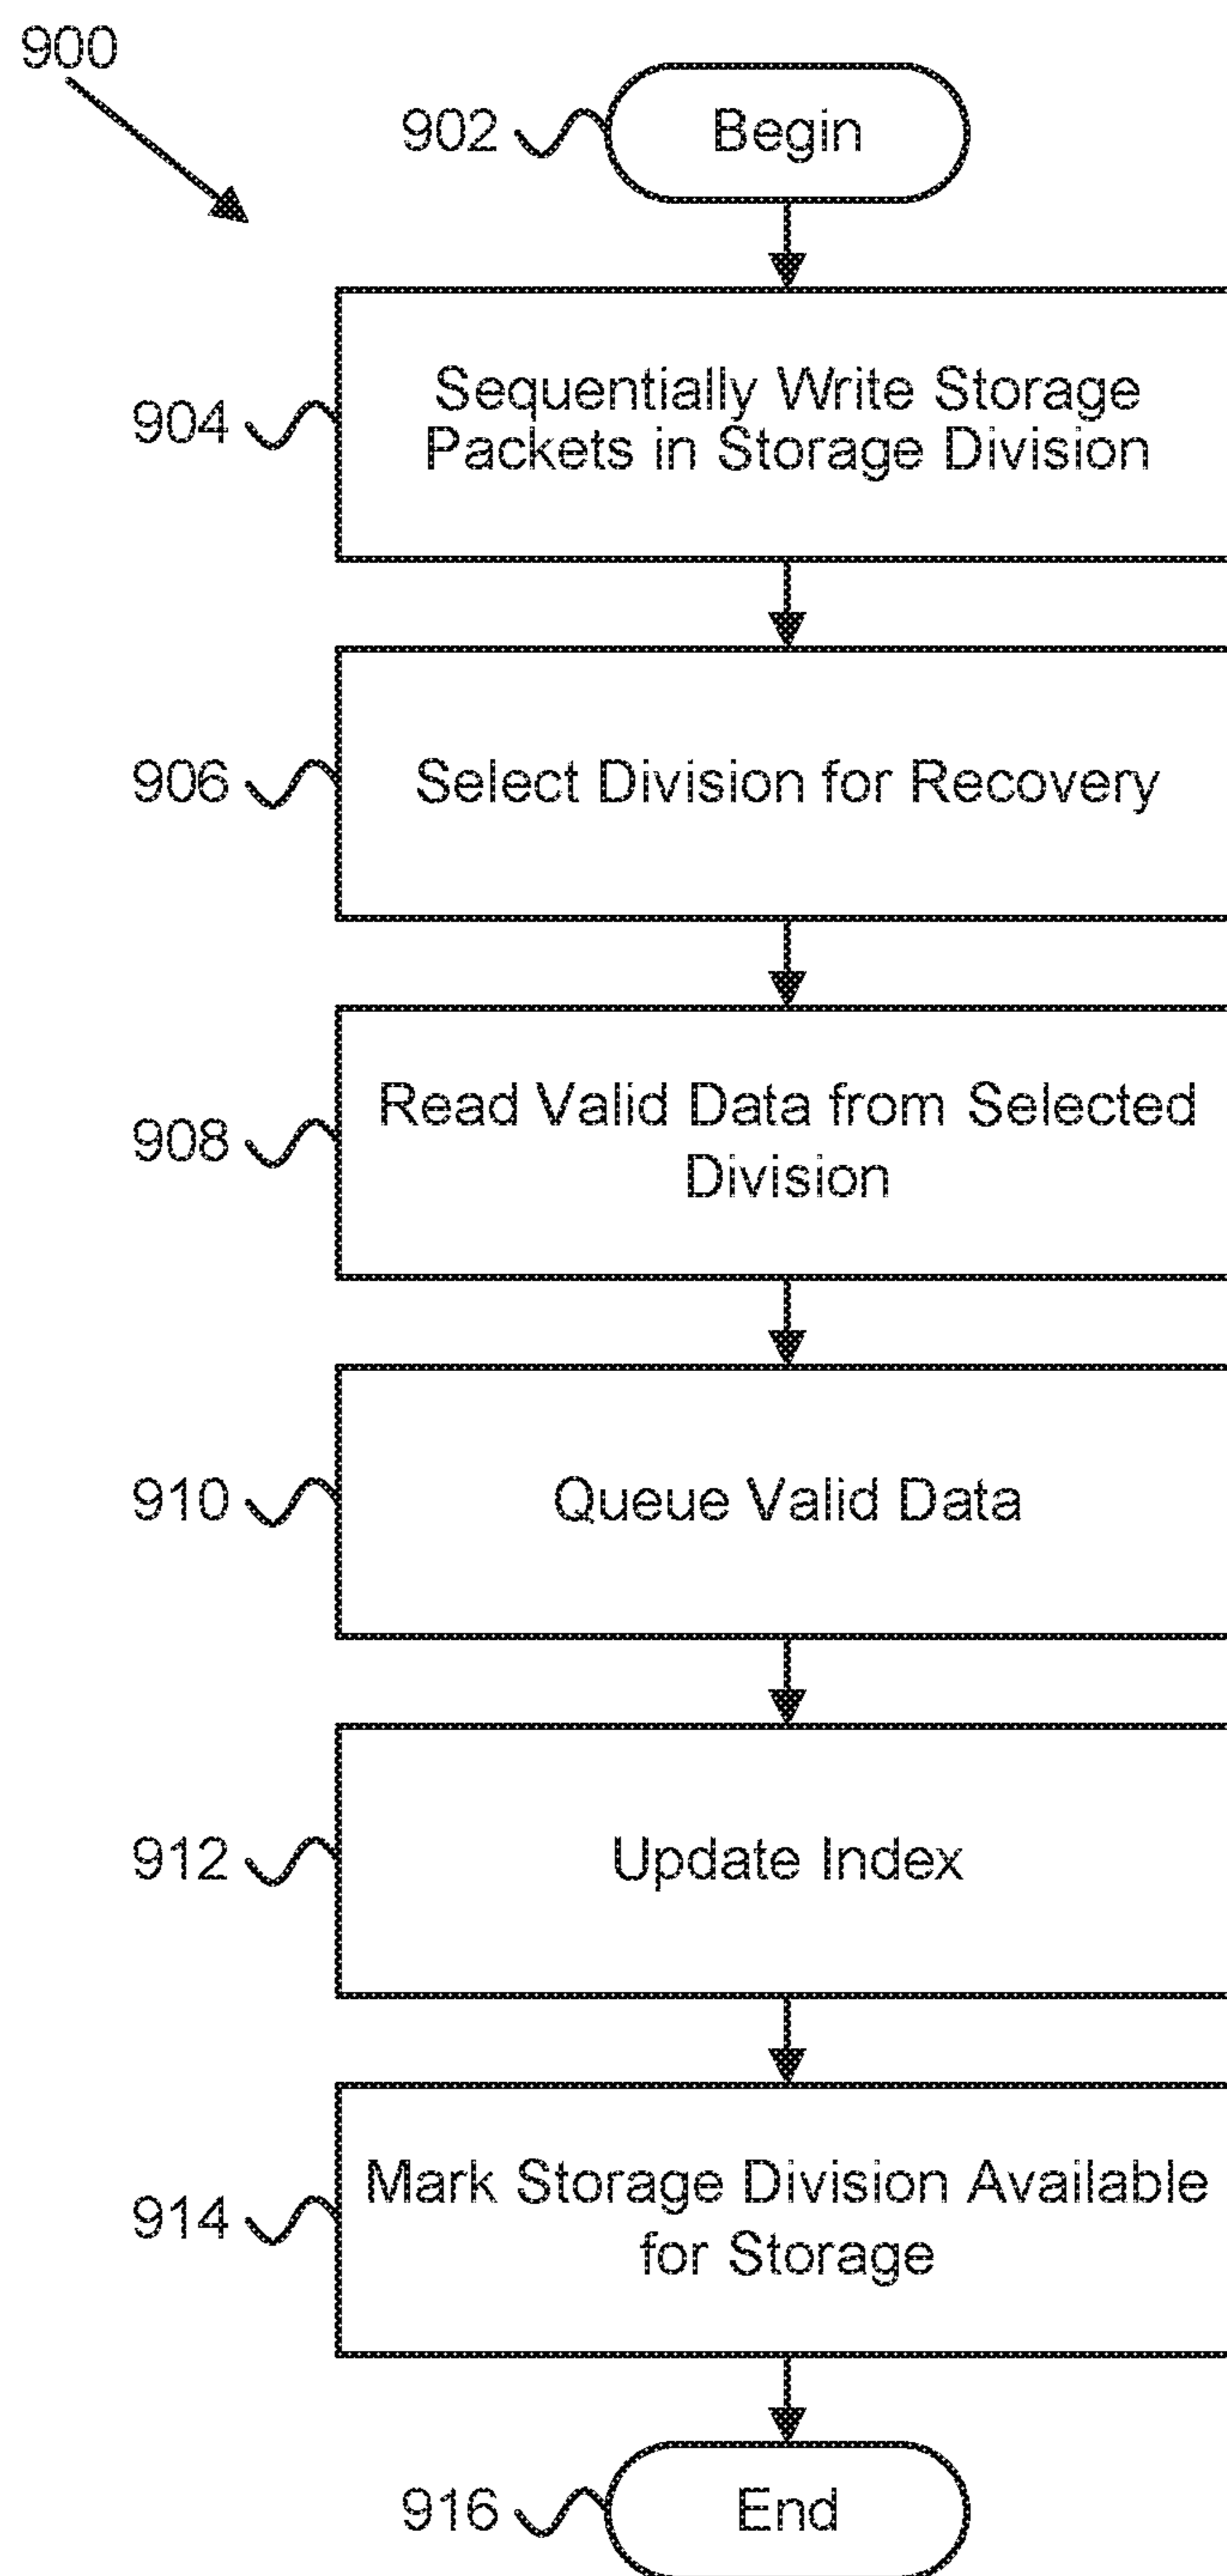 900
902
Begin
904
Sequentially Write Storage
Packets in Storage Division
906
Select Division for Recovery
908
Read Valid Data from Selected
Division
910
Queue Valid Data
912
Update Index
914
Mark Storage Division Available
for Storage
916
End